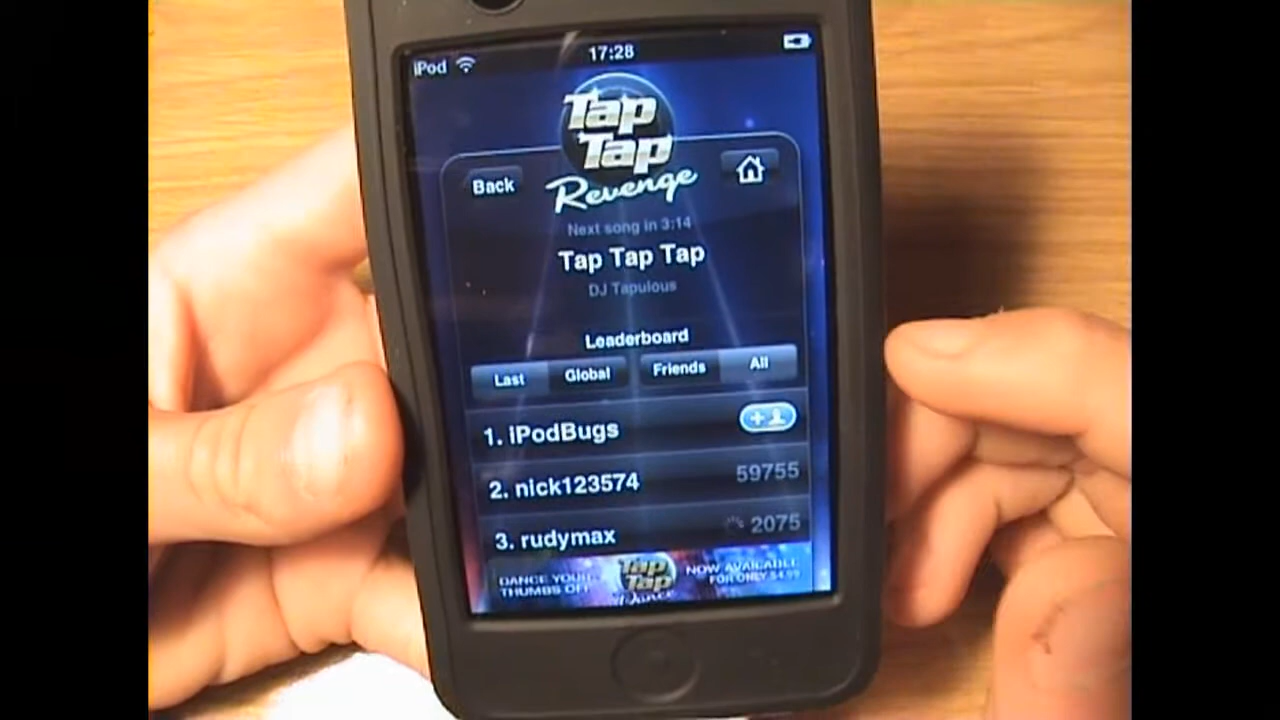 iPod 17:28
Tap
Tap
Revenge
Back
Next song in 3:14
Tap Tap Tap
DJ Tapulous
Leaderboard
Last Global Friends All
1. iPodBugs
2. nick123574 59755
3. rudymax 2075
DANCE YOUR THUMBS OFF
Tap
Tap
Dance
NOW AVAILABLE
FOR ONLY $4.99